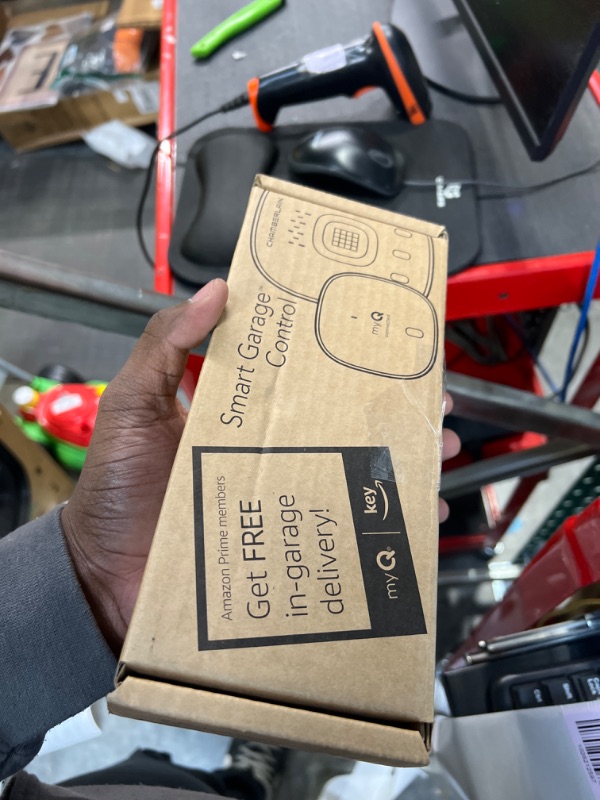 CHAMBERLAIN
myQ
Smart Garage™
Control
Amazon Prime members
Get FREE
in-garage
delivery!
myQ | key